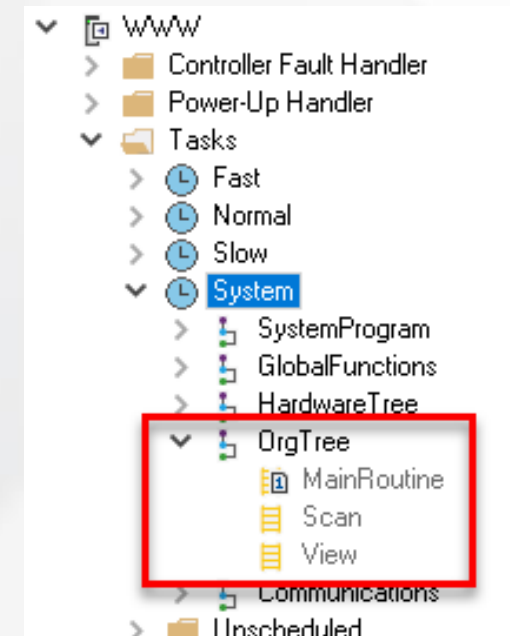 WWW
Controller Fault Handler
Power-Up Handler
Tasks
Fast
Normal
Slow
System
SystemProgram
GlobalFunctions
HardwareTree
OrgTree
1 MainRoutine
Scan
View
Communications
Unscheduled